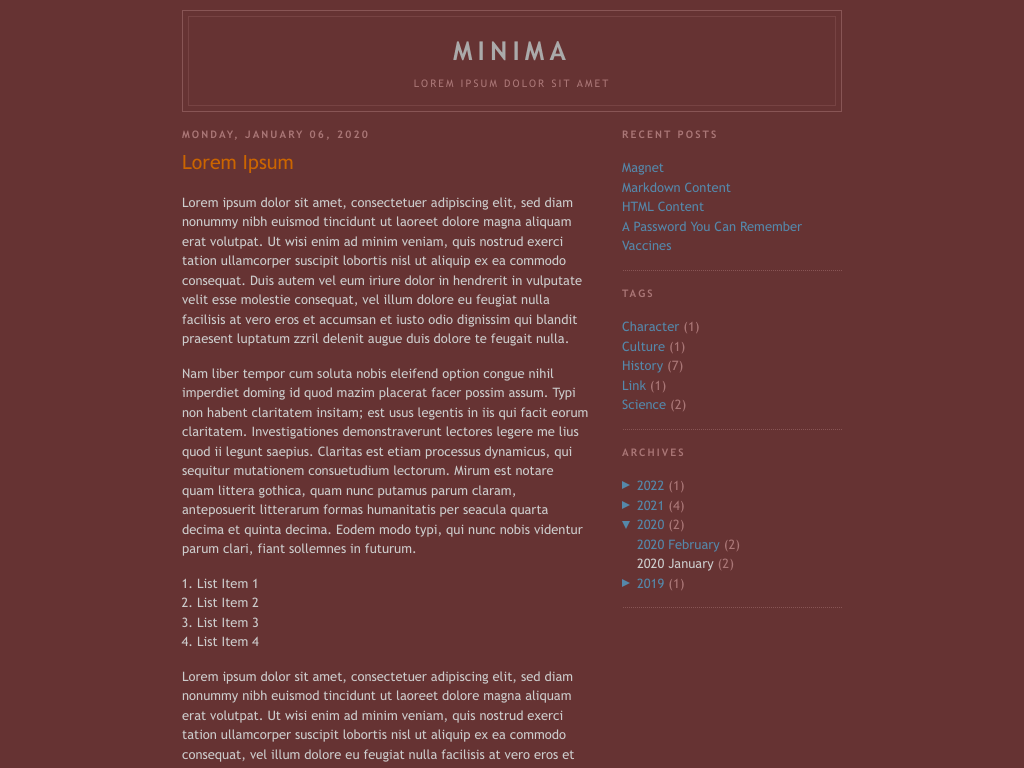 MINIMA
LOREM IPSUM DOLOR SIT AMET
MONDAY, JANUARY 06, 2020
Lorem Ipsum
Lorem ipsum dolor sit amet, consectetuer adipiscing elit, sed diam
nonummy nibh euismod tincidunt ut laoreet dolore magna aliquam
erat volutpat. Ut wisi enim ad minim veniam, quis nostrud exerci
tation ullamcorper suscipit lobortis nisl ut aliquip ex ea commodo
consequat. Duis autem vel eum iriure dolor in hendrerit in vulputate
velit esse molestie consequat, vel illum dolore eu feugiat nulla
facilisis at vero eros et accumsan et iusto odio dignissim qui blandit
praesent luptatum zzril delenit augue duis dolore te feugait nulla.
Nam liber tempor cum soluta nobis eleifend option congue nihil
imperdiet doming id quod mazim placerat facer possim assum. Typi
non habent claritatem insitam; est usus legentis in iis qui facit eorum
claritatem. Investigationes demonstraverunt lectores legere me lius
quod ii legunt saepius. Claritas est etiam processus dynamicus, qui
sequitur mutationem consuetudium lectorum. Mirum est notare
quam littera gothica, quam nunc putamus parum claram,
anteposuerit litterarum formas humanitatis per seacula quarta
decima et quinta decima. Eodem modo typi, qui nunc nobis videntur
parum clari, fiant sollemnes in futurum.
1. List Item 1
2. List Item 2
3. List Item 3
4. List Item 4
Lorem ipsum dolor sit amet, consectetuer adipiscing elit, sed diam
nonummy nibh euismod tincidunt ut laoreet dolore magna aliquam
erat volutpat. Ut wisi enim ad minim veniam, quis nostrud exerci
tation ullamcorper suscipit lobortis nisl ut aliquip ex ea commodo
consequat, vel illum dolore eu feugiat nulla facilisis at vero eros et
RECENT POSTS
Magnet
Markdown Content
HTML Content
A Password You Can Remember
Vaccines
TAGS
Character (1)
Culture (1)
History (7)
Link (1)
Science (2)
ARCHIVES
► 2022 (1)
► 2021 (4)
▼ 2020 (2)
2020 February (2)
2020 January (2)
► 2019 (1)